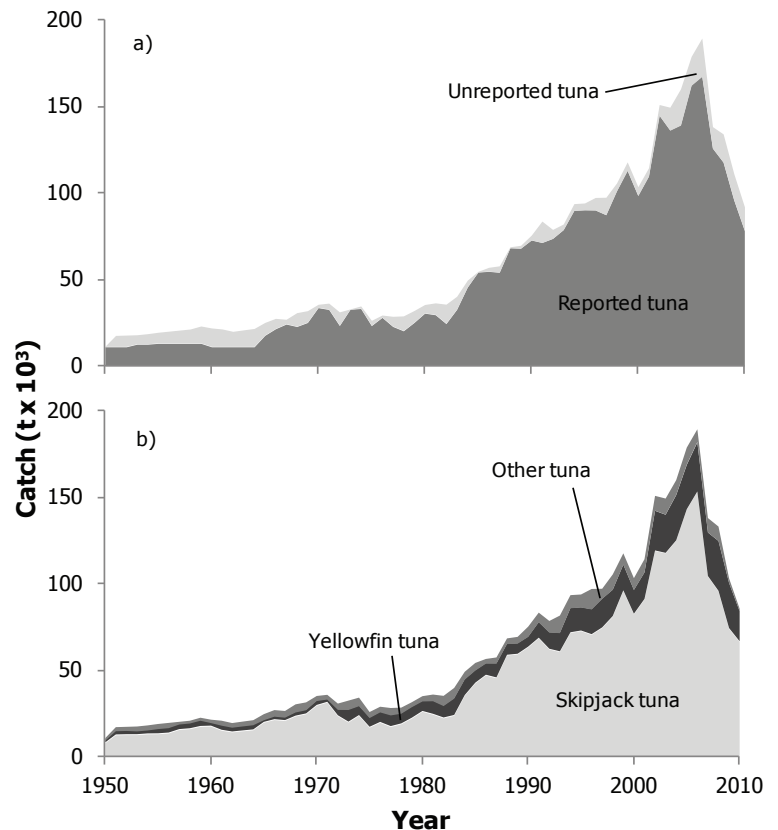 200
a)
Unreported tuna
150
100
50
Reported tuna
0
Catch (t x 10³)
200
b)
Other tuna
150
100
Yellowfin tuna
50
Skipjack tuna
0
1950 1960 1970 1980 1990 2000 2010
Year